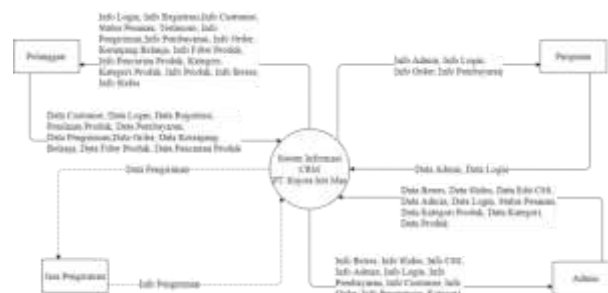 Info Login, Info Registrasi,Info Customer,
Status Pesanan, Testimoni, Info
Pengiriman,Info Pembayaran, Info Order,
Keranjang Belanja, Info Filter Produk,
Info Pencarian Produk, Kategori,
Kategori Produk, Info Produk, Info Berita,
Info Slides
Pelanggan
Info Admin, Info Login,
Info Order, Info Pembayaran
Pimpinan
Data Customer, Data Login, Data Registrasi,
Penilaian Produk, Data Pembayaran,
Data Pengiriman,Data Order, Data Keranjang
Belanja, Data Filter Produk, Data Pencarian Produk
Sistem Informasi
CRM
PT.
Data Pengiriman
Data Admin, Data Login
Data Berita, Data Slides, Data Edit CSS,
Data Admin, Data Login, Status Pesanan,
Data Kategori Produk, Data Kategori,
Data Produk
Jasa Pengiriman
Info Pengiriman
Info Berita, Info Slides, Info CSS,
Info Admin, Info Login, Info
Pembayaran, Info Customer, Info
Admin